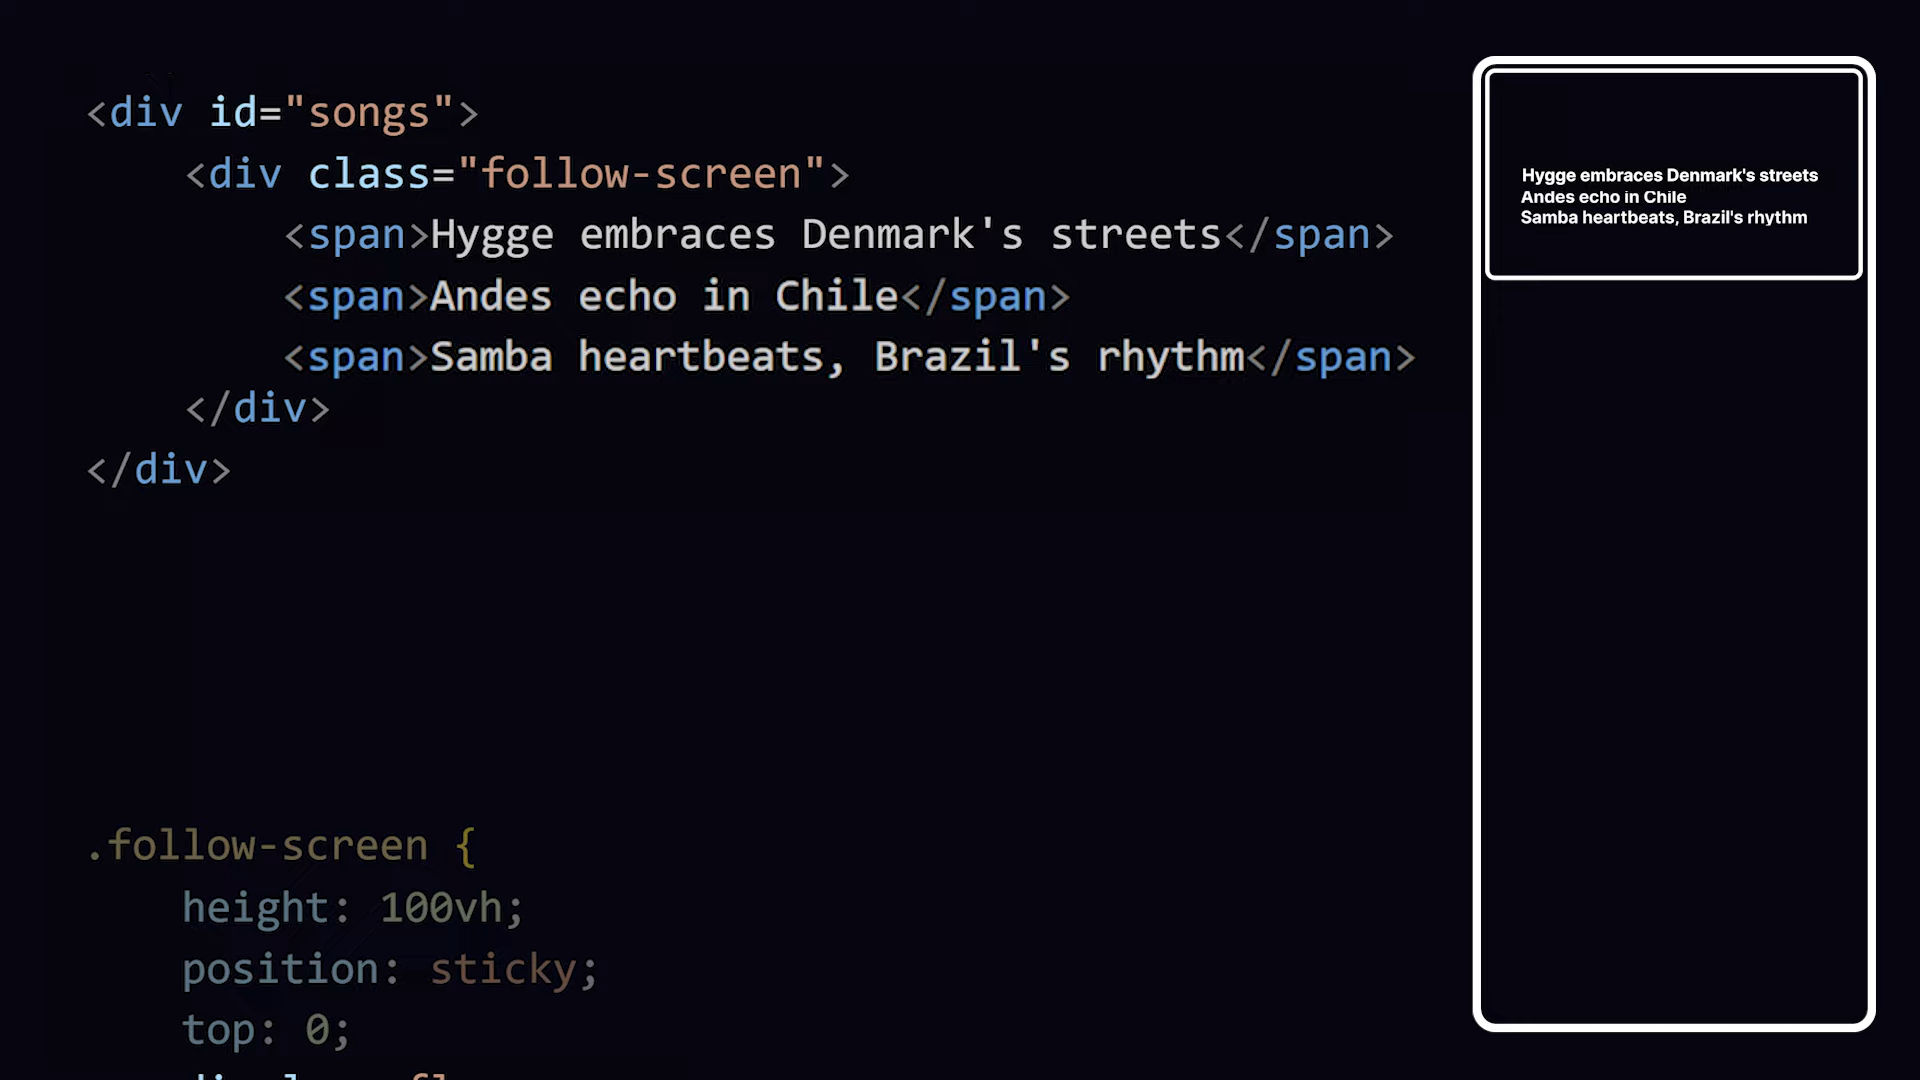 <div id="songs">
<div class="follow-screen">
<span>Hygge embraces Denmark's streets</span>
<span>Andes echo in Chile</span>
<span>Samba heartbeats, Brazil's rhythm</span>
</div>
</div>
.follow-screen {
height: 100vh;
position: sticky;
top: 0;
Hygge embraces Denmark's streets
Andes echo in Chile
Samba heartbeats, Brazil's rhythm